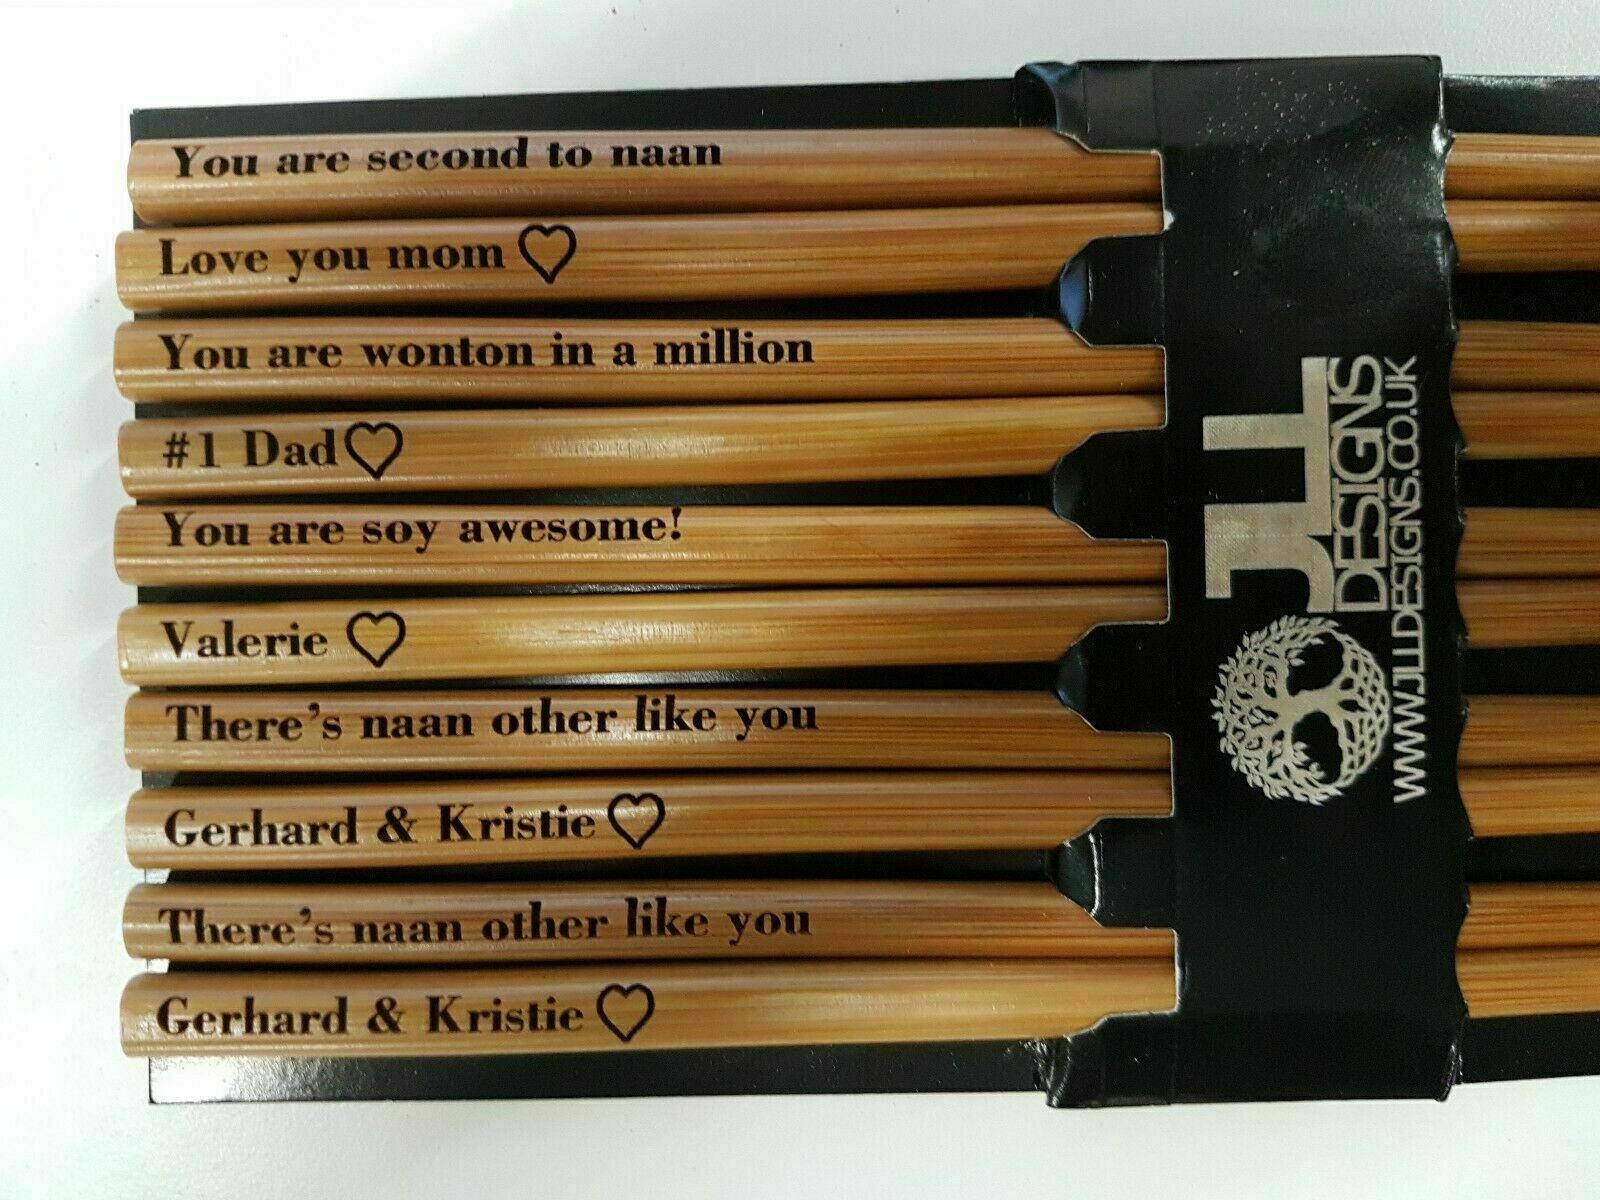 You are second to naan
Love you mom ♡
You are wonton in a million
#1 Dad ♡
You are soy awesome!
Valerie ♡
There's naan other like you
Gerhard & Kristie ♡
There's naan other like you
Gerhard & Kristie ♡
JLL
DESIGNS
WWW.JLLDESIGNS.CO.UK